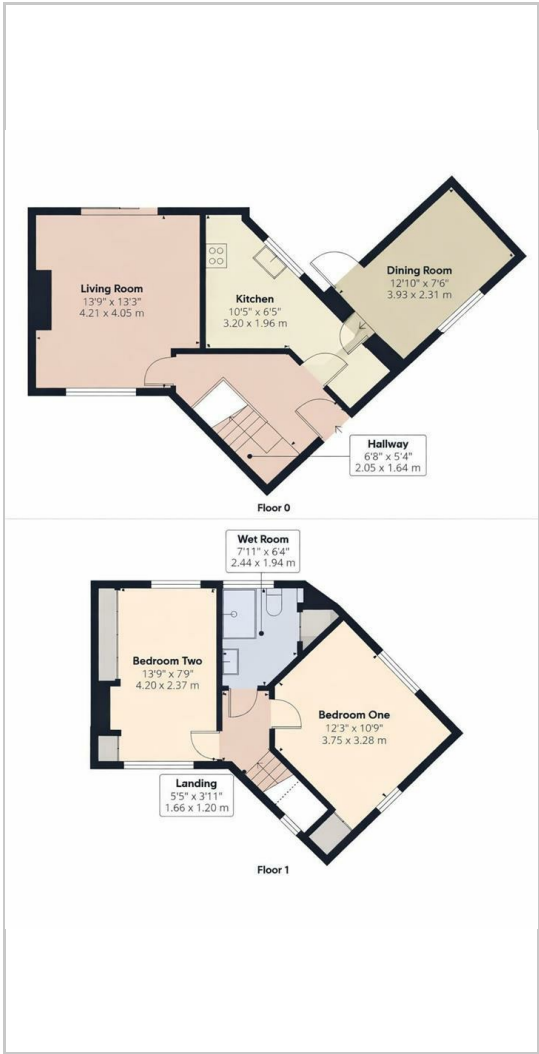 Living Room
13'9" x 13'3"
4.21 x 4.05 m
Kitchen
10'5" x 6'5"
3.20 x 1.96 m
Dining Room
12'10" x 7'6"
3.93 x 2.31 m
Hallway
6'8" x 5'4"
2.05 x 1.64 m
Floor 0
Wet Room
7'11" x 6'4"
2.44 x 1.94 m
Bedroom Two
13'9" x 7'9"
4.20 x 2.37 m
Bedroom One
12'3" x 10'9"
3.75 x 3.28 m
Landing
5'5" x 3'11"
1.66 x 1.20 m
Floor 1